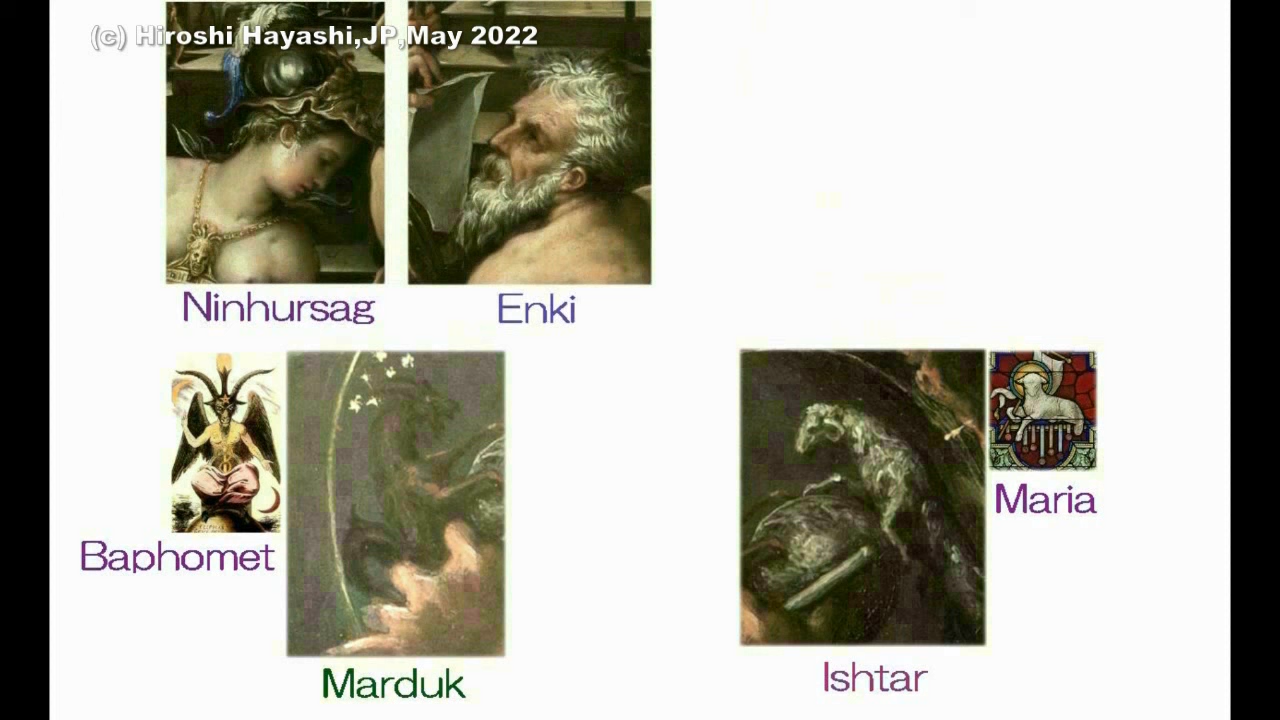 (c) Hiroshi Hayashi,JP,May 2022
Ninhursag
Enki
Baphomet
Maria
Marduk
Ishtar